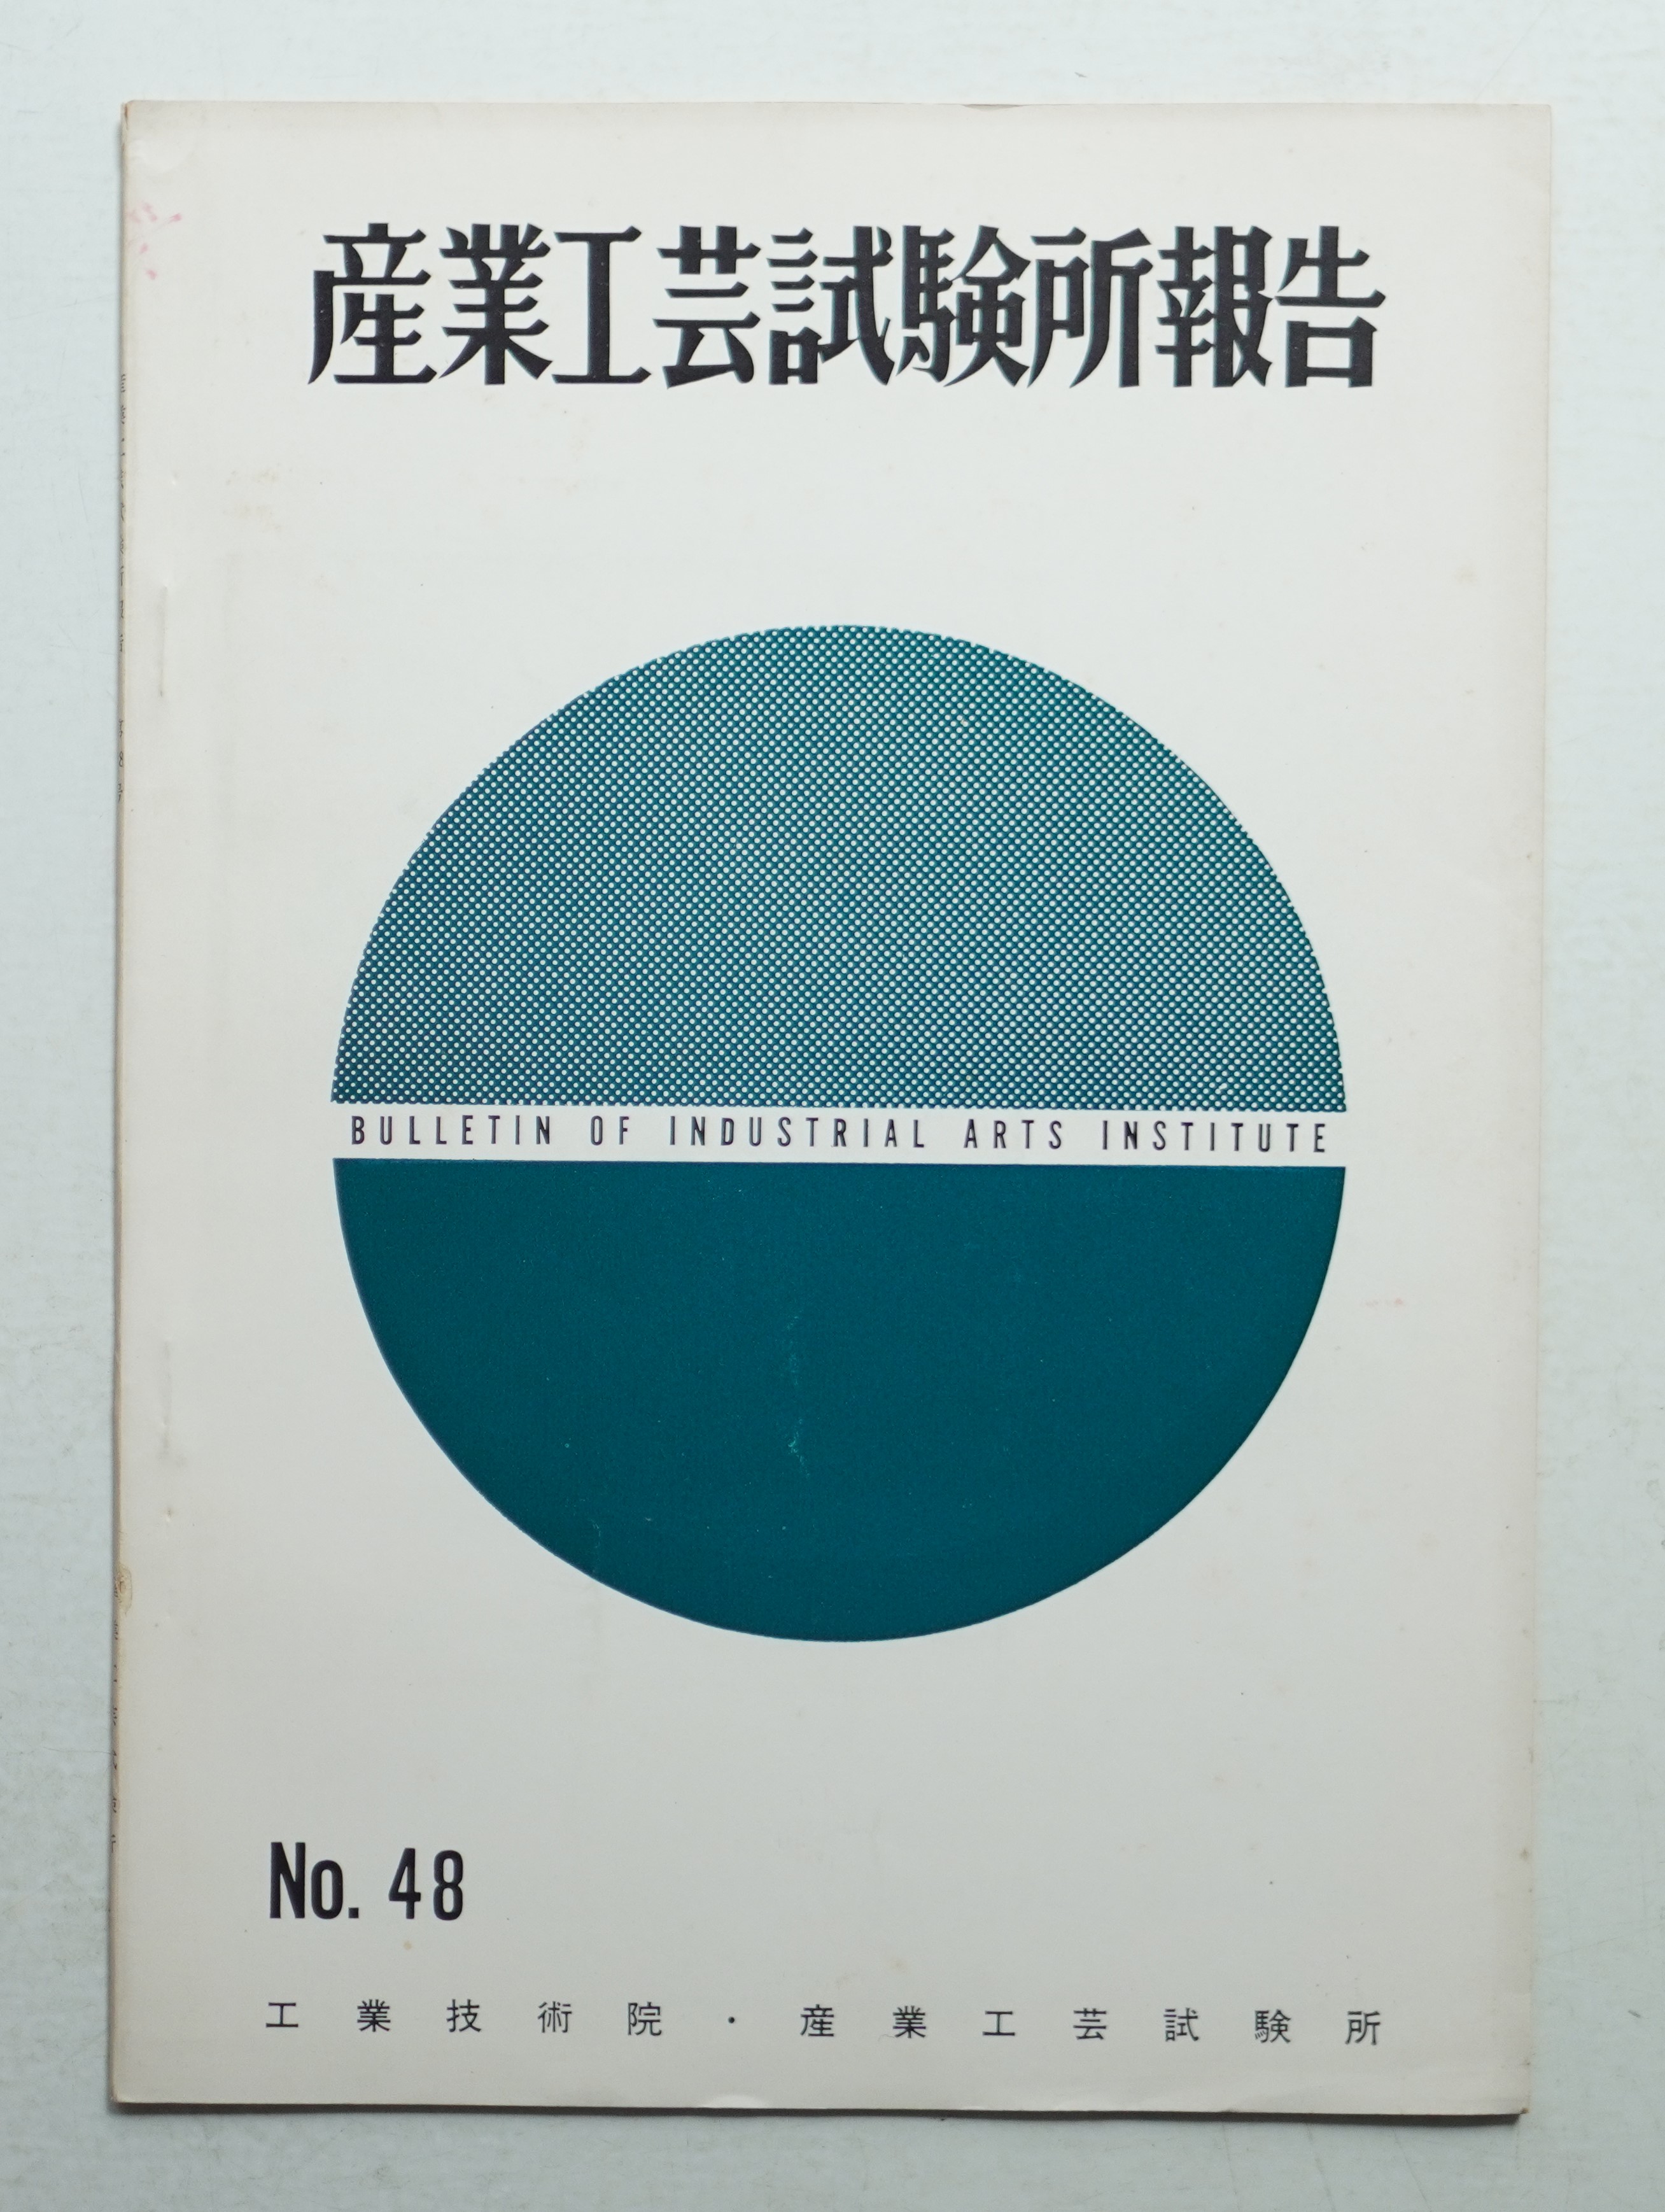 産業工芸試験所報告
BULLETIN OF INDUSTRIAL ARTS INSTITUTE
No. 48
工業技術院・産業工芸試験所